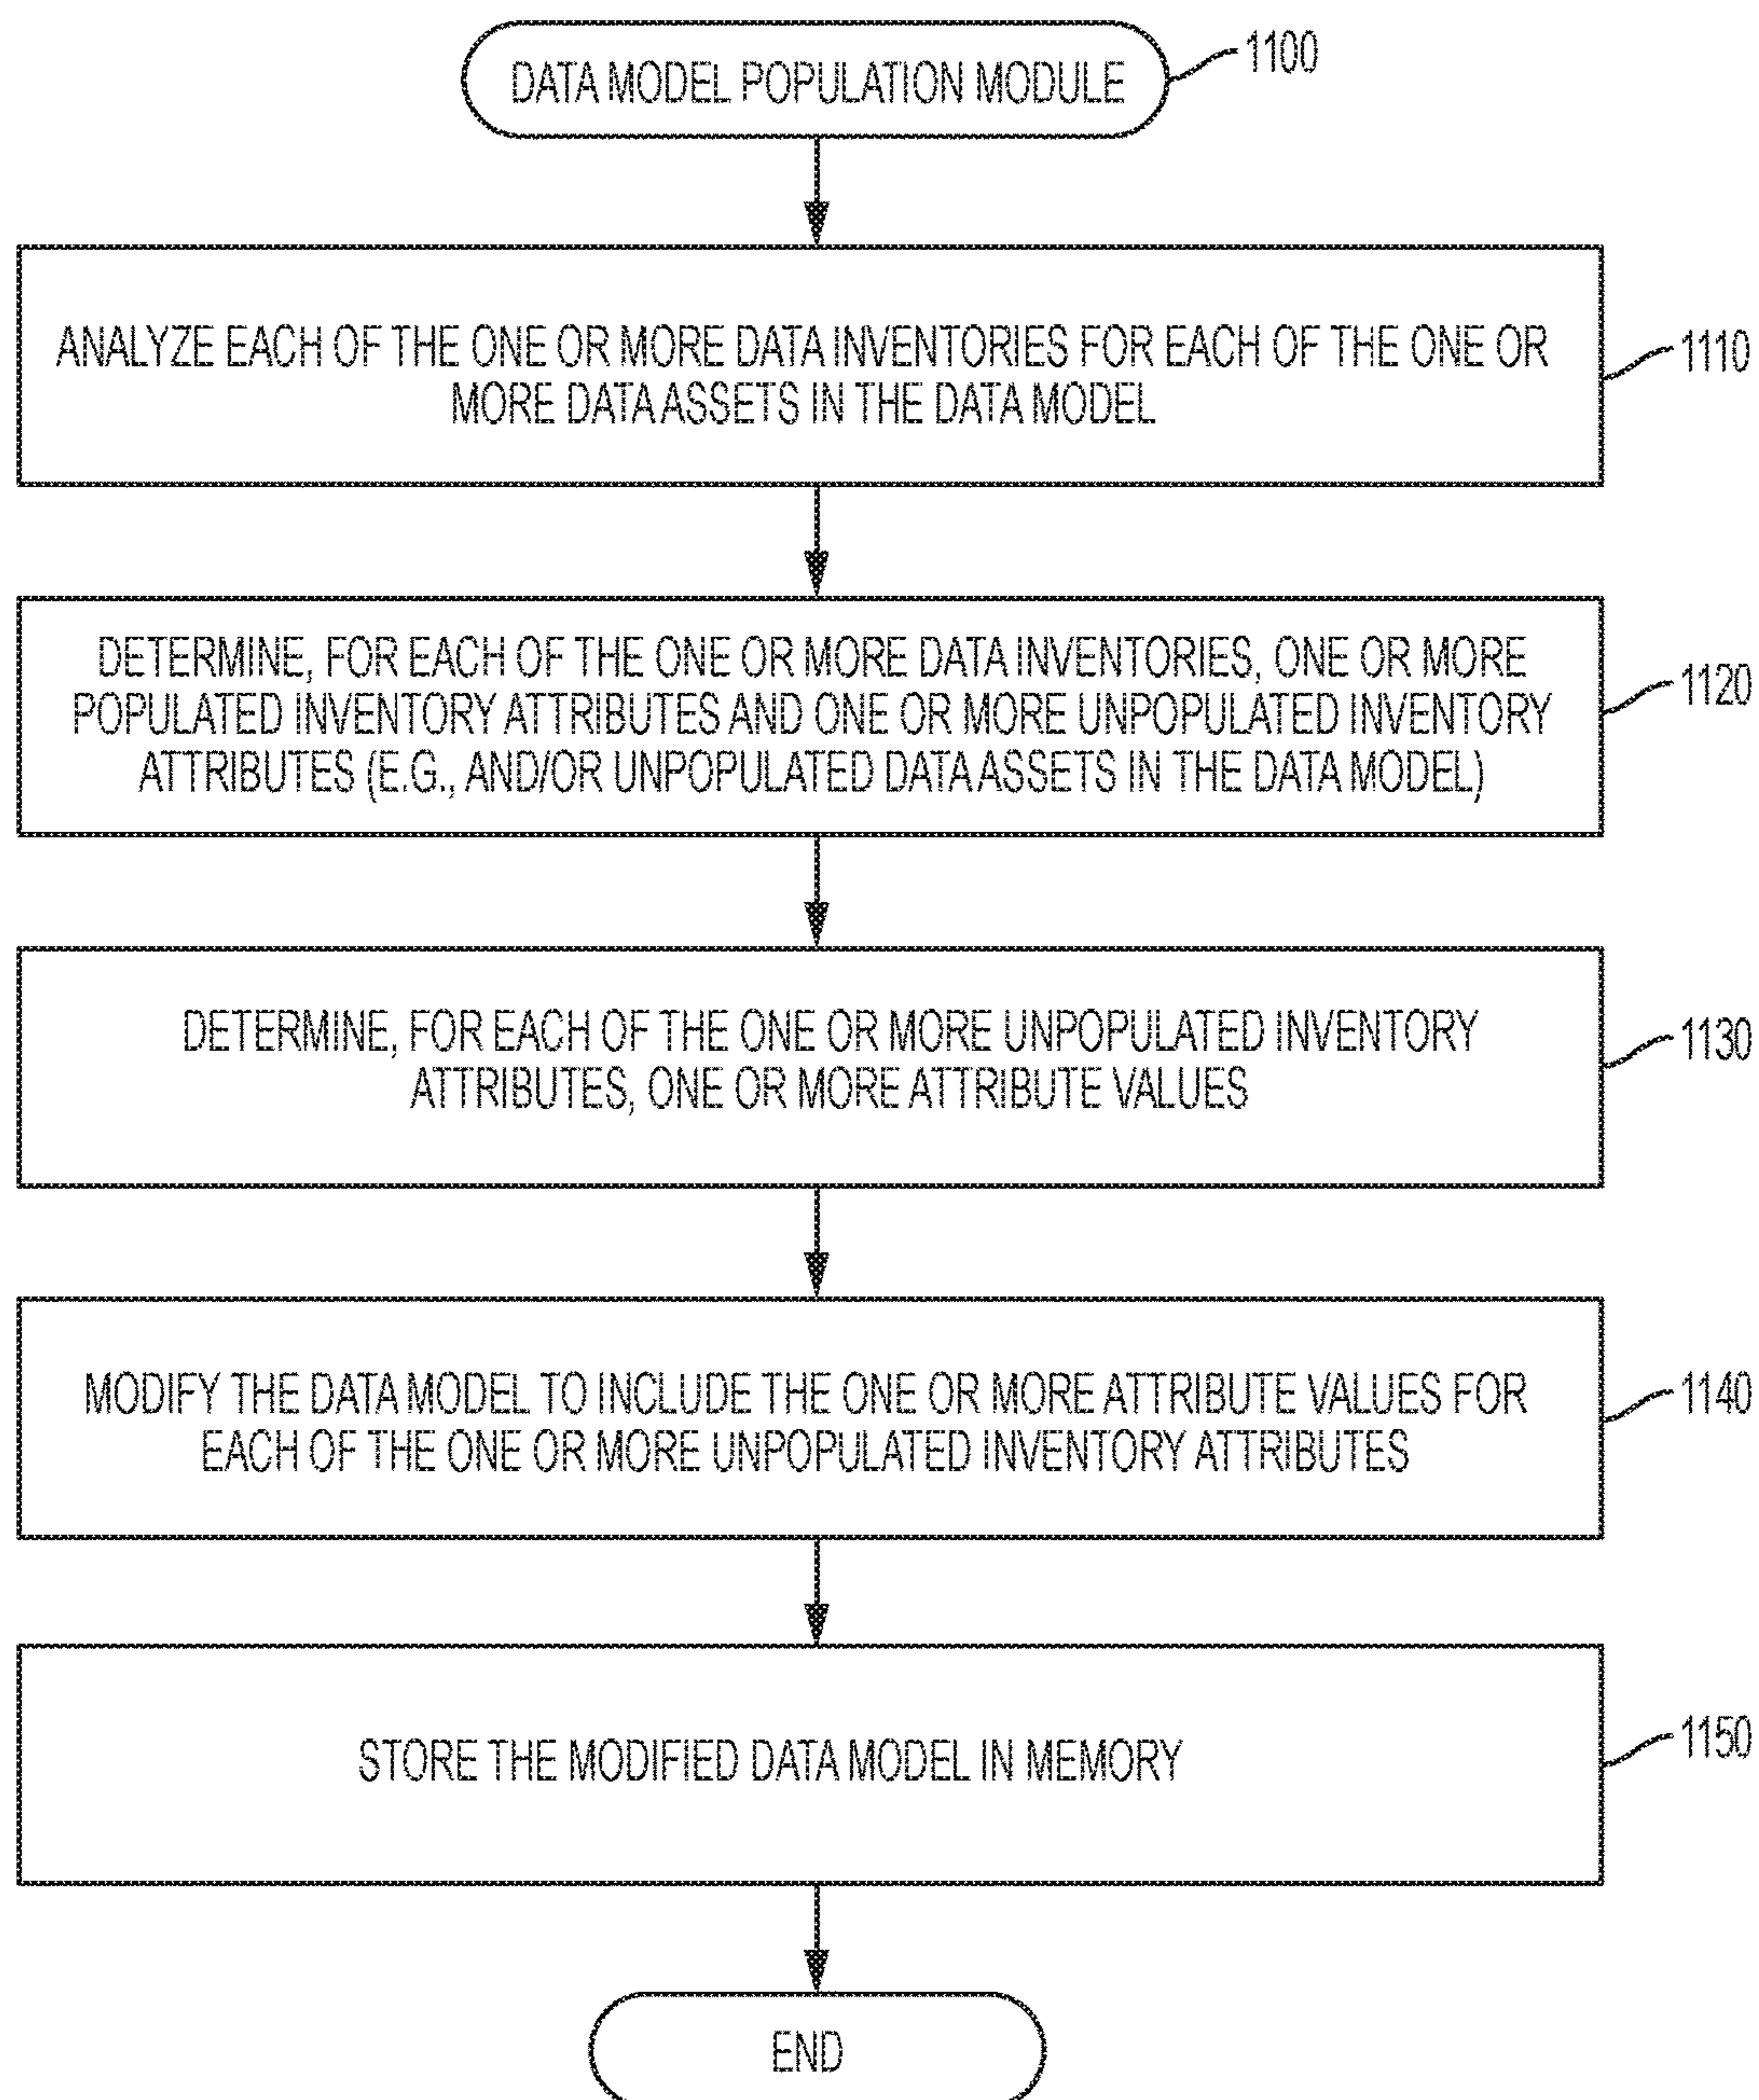 DATA MODEL POPULATION MODULE
1100
ANALYZE EACH OF THE ONE OR MORE DATA INVENTORIES FOR EACH OF THE ONE OR
MORE DATA ASSETS IN THE DATA MODEL
1110
DETERMINE, FOR EACH OF THE ONE OR MORE DATA INVENTORIES, ONE OR MORE
POPULATED INVENTORY ATTRIBUTES AND ONE OR MORE UNPOPULATED INVENTORY
ATTRIBUTES (E.G., AND/OR UNPOPULATED DATA ASSETS IN THE DATA MODEL)
1120
DETERMINE, FOR EACH OF THE ONE OR MORE UNPOPULATED INVENTORY
ATTRIBUTES, ONE OR MORE ATTRIBUTE VALUES
1130
MODIFY THE DATA MODEL TO INCLUDE THE ONE OR MORE ATTRIBUTE VALUES FOR
EACH OF THE ONE OR MORE UNPOPULATED INVENTORY ATTRIBUTES
1140
STORE THE MODIFIED DATA MODEL IN MEMORY
1150
END